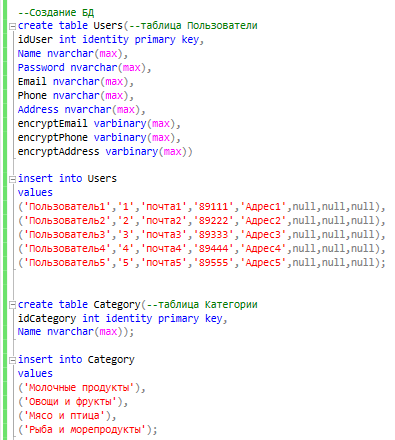 --Создание БД
create table Users(--таблица Пользователи
idUser int identity primary key,
Name nvarchar(max),
Password nvarchar(max),
Email nvarchar(max),
Phone nvarchar(max),
Address nvarchar(max),
encryptEmail varbinary(max),
encryptPhone varbinary(max),
encryptAddress varbinary(max))
insert into Users
values
('Пользователь1','1','почта1','89111','Адрес1',null,null,null),
('Пользователь2','2','почта2','89222','Адрес2',null,null,null),
('Пользователь3','3','почта3','89333','Адрес3',null,null,null),
('Пользователь4','4','почта4','89444','Адрес4',null,null,null),
('Пользователь5','5','почта5','89555','Адрес5',null,null,null);
create table Category(--таблица Категории
idCategory int identity primary key,
Name nvarchar(max));
insert into Category
values
('Молочные продукты'),
('Овощи и фрукты'),
('Мясо и птица'),
('Рыба и морепродукты');